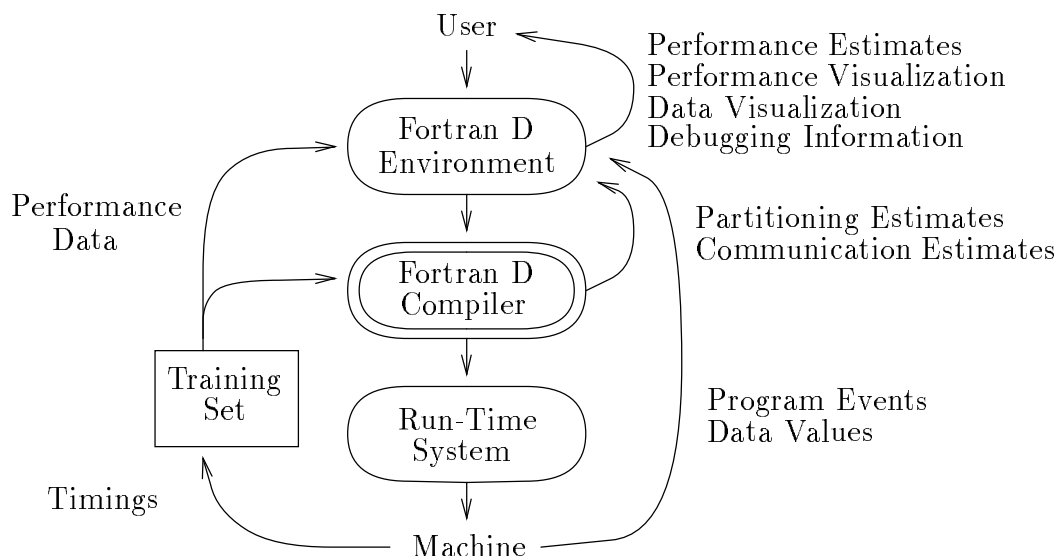 User
Performance Estimates
Performance Visualization
Data Visualization
Debugging Information
Fortran D
Environment
Performance
Data
Partitioning Estimates
Communication Estimates
Fortran D
Compiler
Training
Set
Run-Time
System
Program Events
Data Values
Timings
Machine